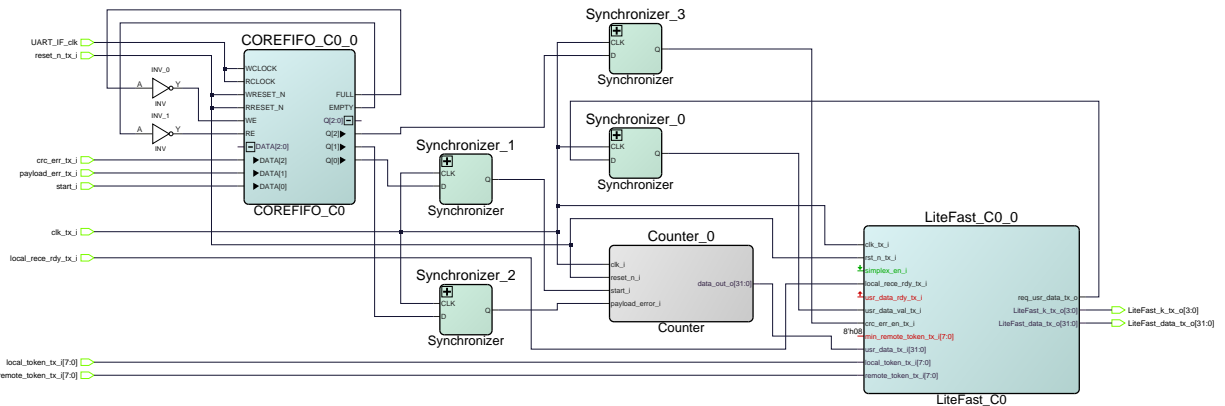 Synchronizer_3
CLK
D
Q
Synchronizer
UART_IF_clk
reset_n_tx_i
COREFIFO_C0_0
WCLOCK
RCLOCK
WRESET_N
RRESET_N
WE
RE
DATA[2:0]
DATA[2]
DATA[1]
DATA[0]
FULL
EMPTY
Q[2:0]
Q[2]
Q[1]
Q[0]
COREFIFO_C0
INV_0
A
Y
INV
INV_1
A
Y
INV
crc_err_tx_i
payload_err_tx_i
start_i
Synchronizer_0
CLK
D
Q
Synchronizer
Synchronizer_1
CLK
D
Q
Synchronizer
clk_tx_i
local_rece_rdy_tx_i
Synchronizer_2
CLK
D
Q
Synchronizer
Counter_0
clk_i
reset_n_i
start_i
payload_error_i
data_out_o[31:0]
Counter
LiteFast_C0_0
clk_tx_i
rst_n_tx_i
simplex_en_i
local_rece_rdy_tx_i
usr_data_rdy_tx_i
usr_data_val_tx_i
crc_err_en_tx_i
8'h08
min_remote_token_tx_i[7:0]
usr_data_tx_i[31:0]
local_token_tx_i[7:0]
remote_token_tx_i[7:0]
req_usr_data_tx_o
LiteFast_k_tx_o[3:0]
LiteFast_data_tx_o[31:0]
LiteFast_C0
LiteFast_k_tx_o[3:0]
LiteFast_data_tx_o[31:0]
local_token_tx_i[7:0]
emote_token_tx_i[7:0]